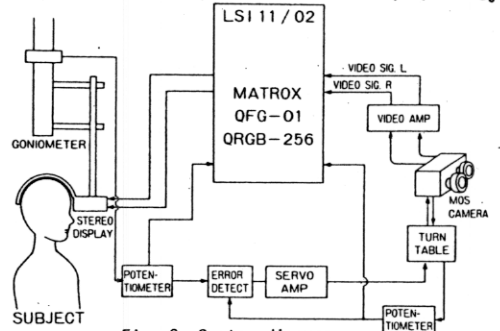 LSI 11 / 02
MATROX
QFG-01
QRGB-256
VIDEO SIG. L
VIDEO SIG. R
VIDEO AMP
GONIOMETER
MOS
CAMERA
STEREO
DISPLAY
TURN
TABLE
POTEN-
TIOMETER
ERROR
DETECT
SERVO
AMP
SUBJECT
POTEN-
TIOMETER